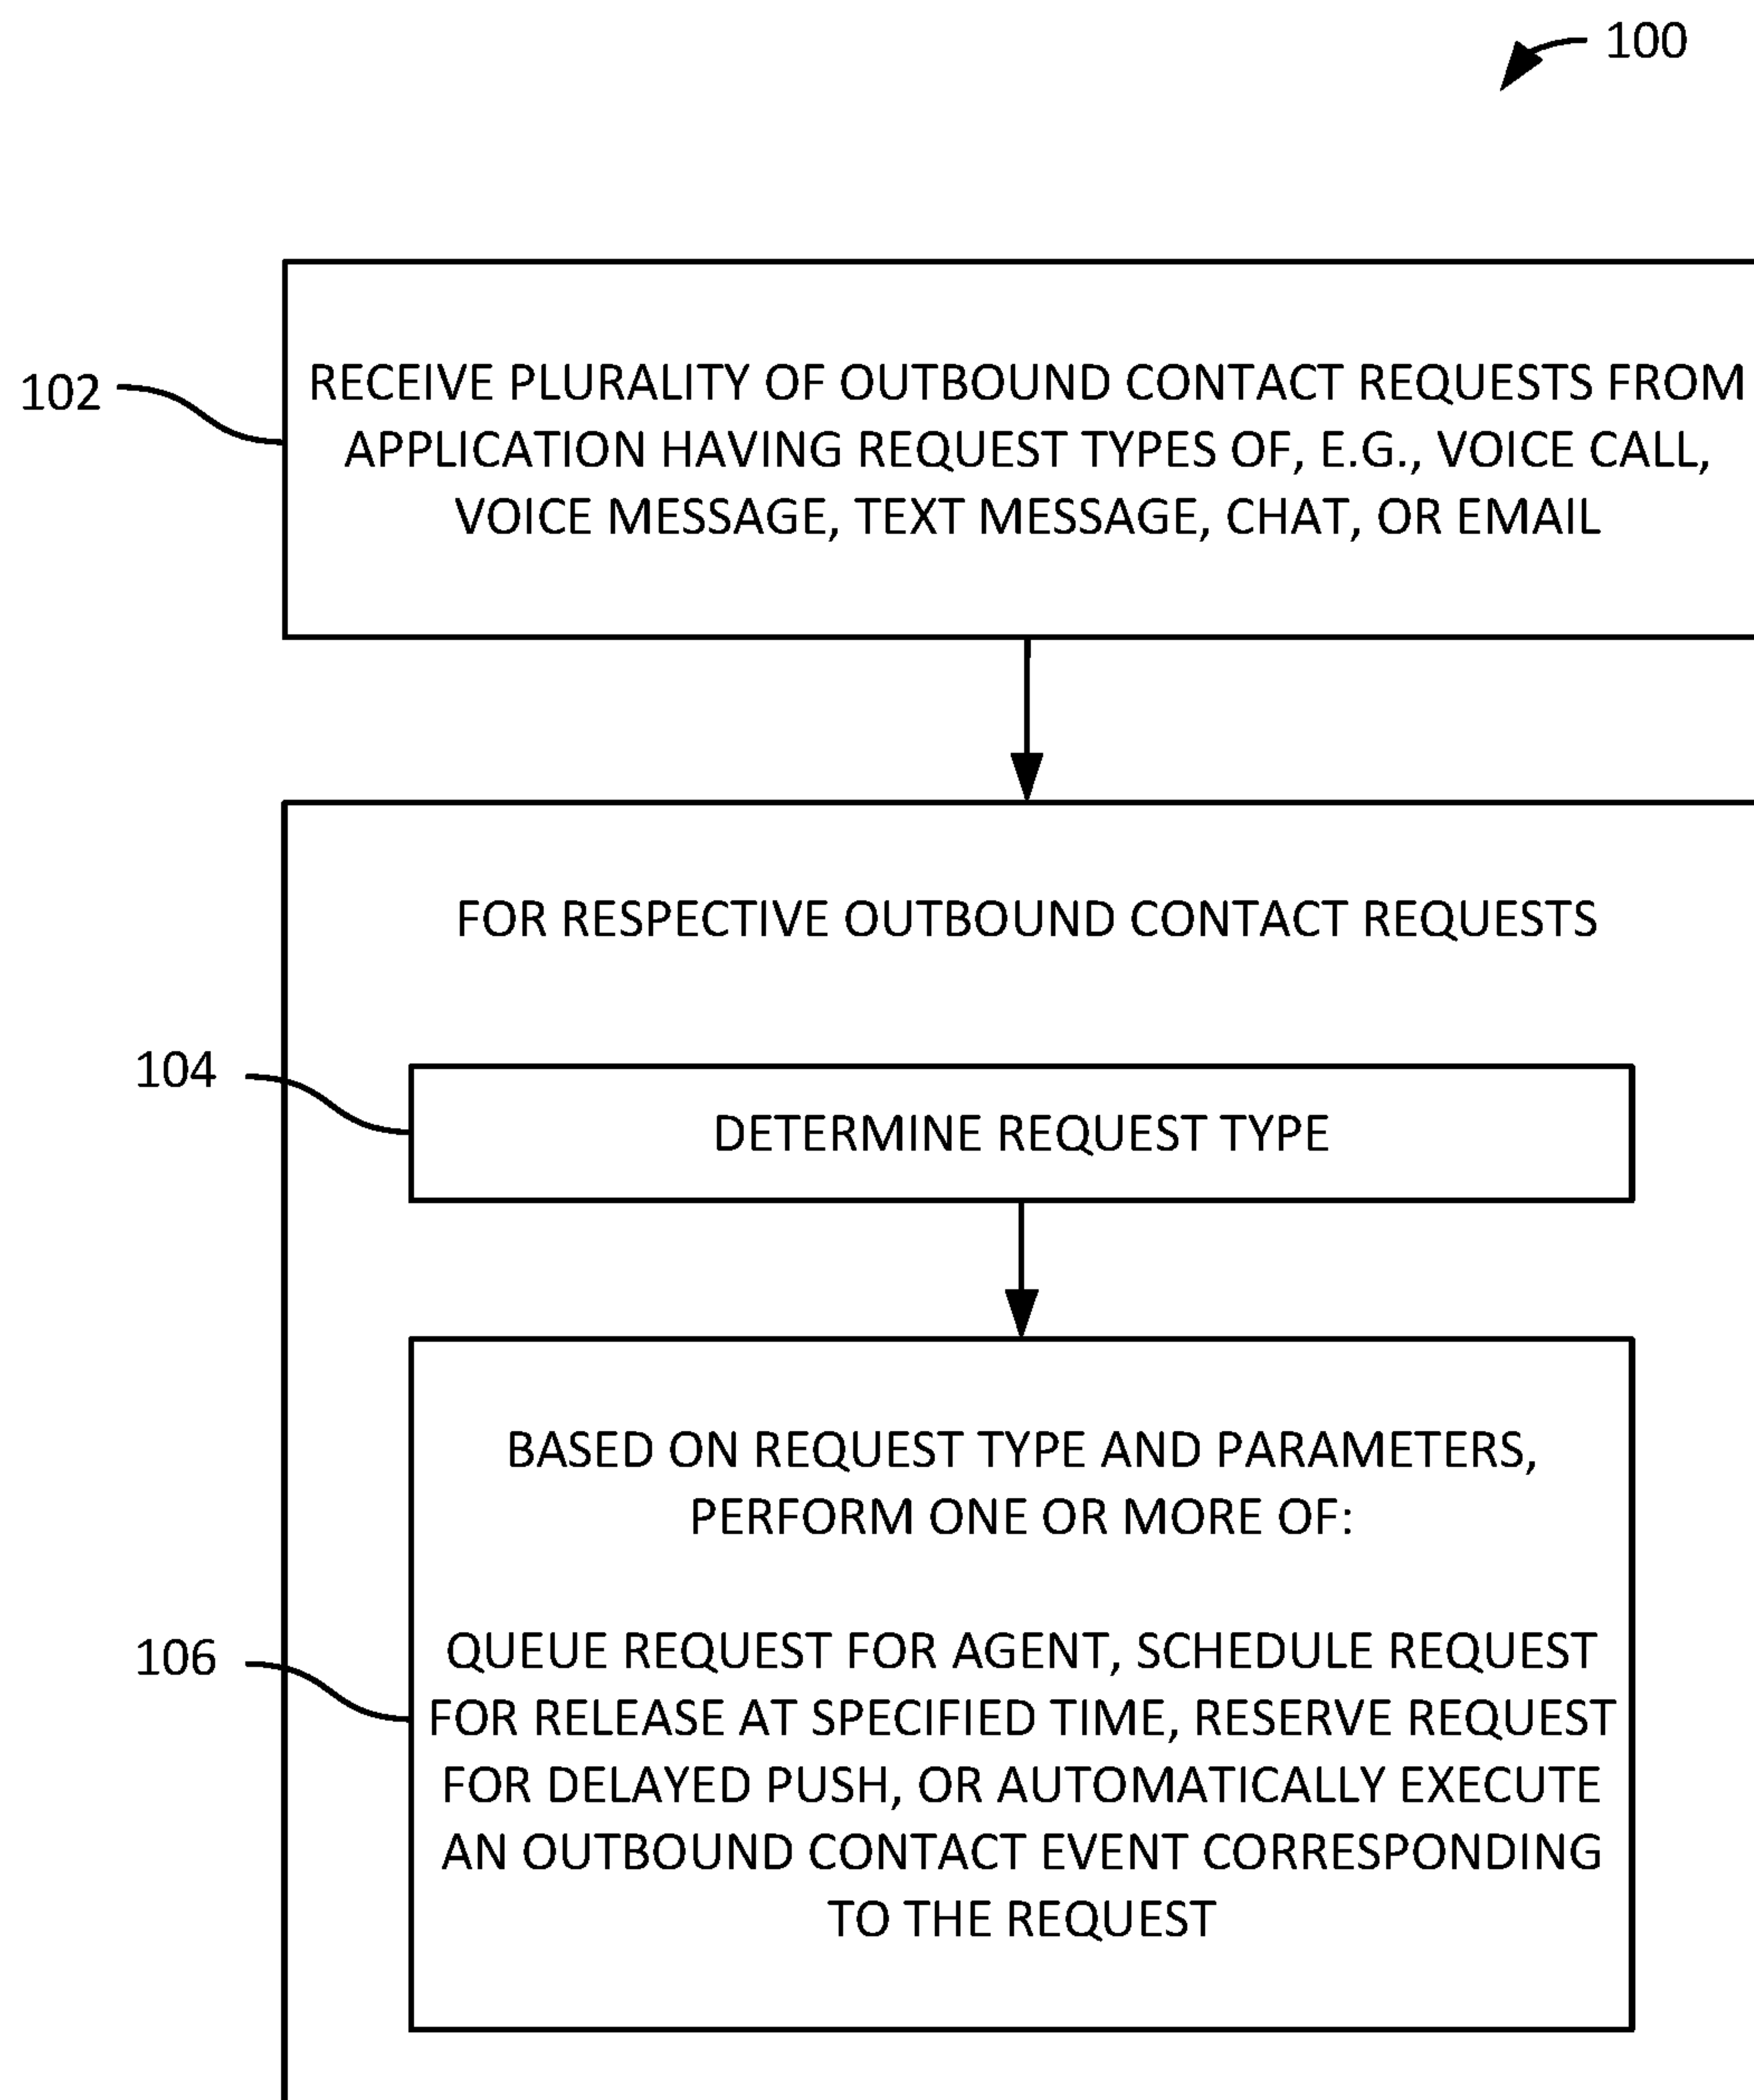 100
102
RECEIVE PLURALITY OF OUTBOUND CONTACT REQUESTS FROM
APPLICATION HAVING REQUEST TYPES OF, E.G., VOICE CALL,
VOICE MESSAGE, TEXT MESSAGE, CHAT, OR EMAIL
FOR RESPECTIVE OUTBOUND CONTACT REQUESTS
104
DETERMINE REQUEST TYPE
BASED ON REQUEST TYPE AND PARAMETERS,
PERFORM ONE OR MORE OF:
106
QUEUE REQUEST FOR AGENT, SCHEDULE REQUEST
FOR RELEASE AT SPECIFIED TIME, RESERVE REQUEST
FOR DELAYED PUSH, OR AUTOMATICALLY EXECUTE
AN OUTBOUND CONTACT EVENT CORRESPONDING
TO THE REQUEST